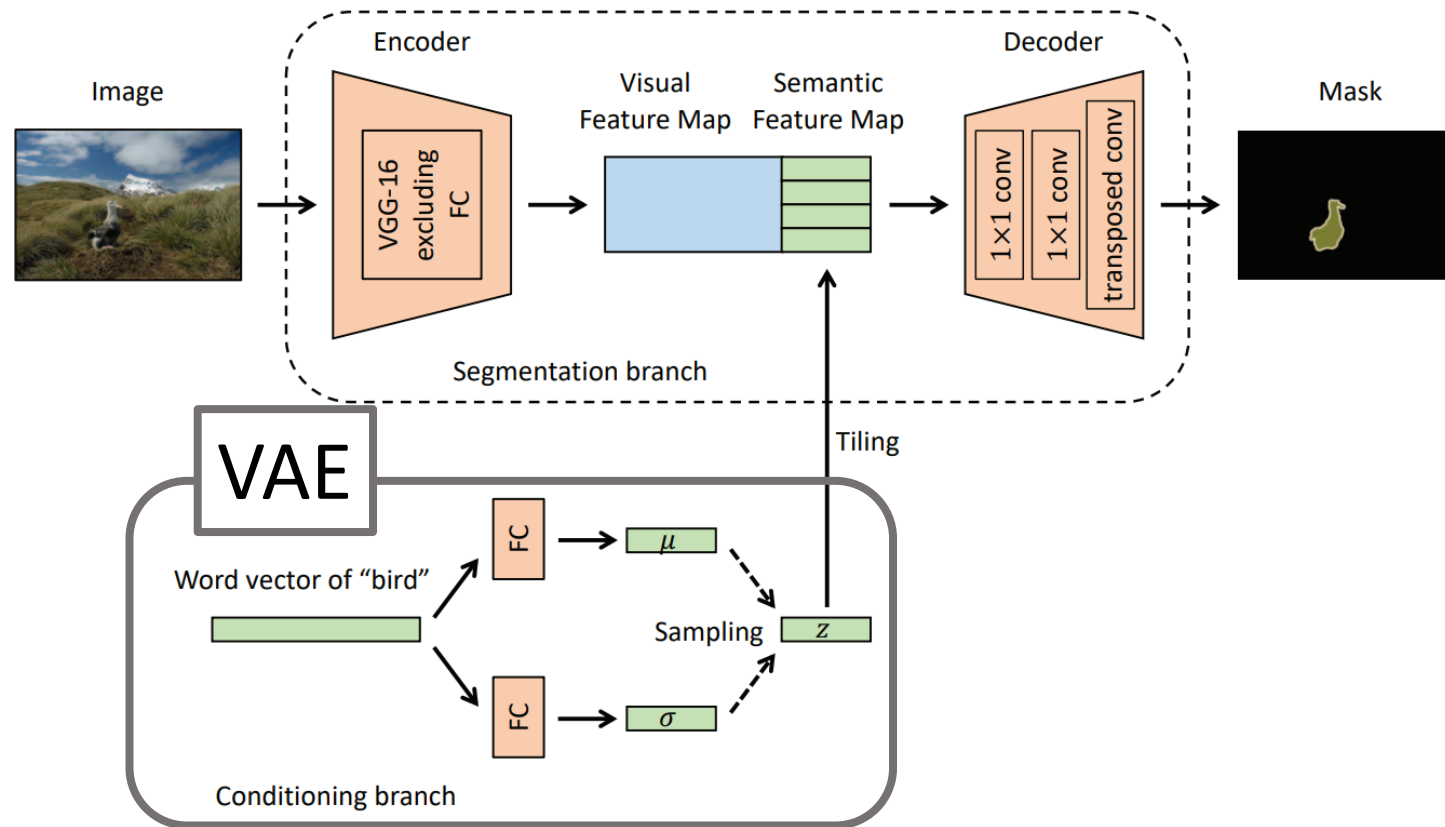 Encoder
Decoder
Image
Visual
Feature Map
Semantic
Feature Map
Mask
VGG-16
excluding
FC
1×1 conv
1×1 conv
transposed conv
Segmentation branch
VAE
Tiling
Word vector of “bird”
FC
μ
Sampling
z
FC
σ
Conditioning branch